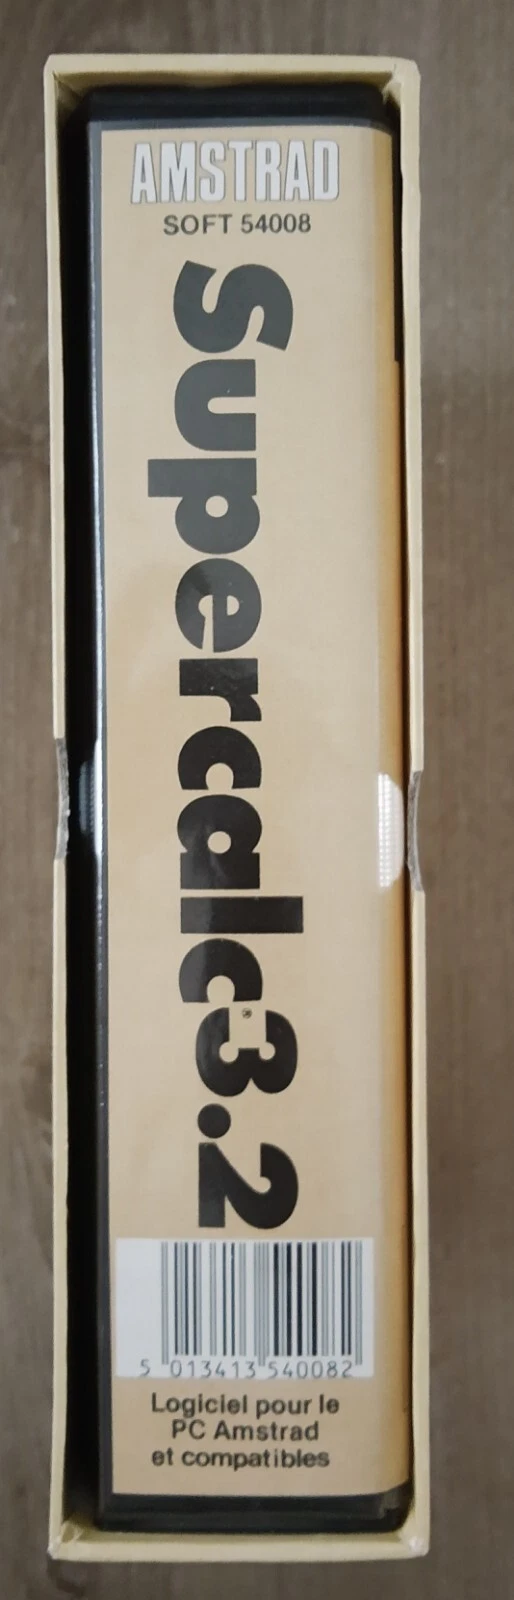 AMSTRAD
SOFT 54008
Supercalc®3.2
5 013413 540082
Logiciel pour le
PC Amstrad
et compatibles